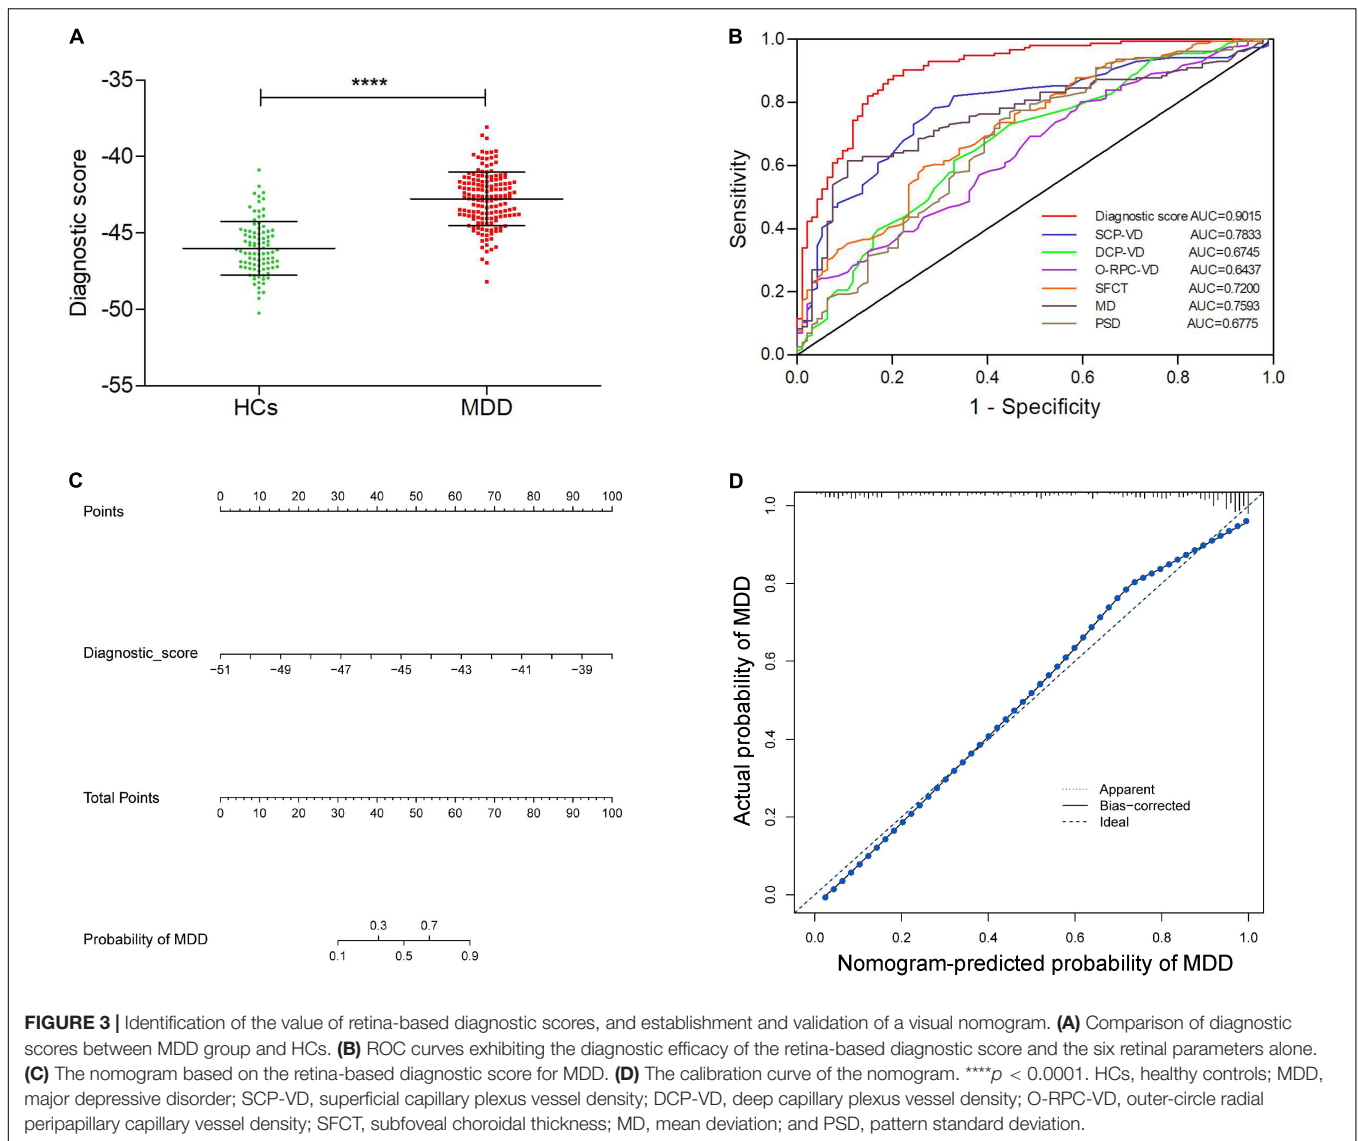 A
-35
-40
-45
-50
-55
Diagnostic score
****
HCs
MDD
B
1.0
0.8
0.6
0.4
0.2
0.0
Sensitivity
Diagnostic score AUC=0.9015
SCP-VD AUC=0.7833
DCP-VD AUC=0.6745
O-RPC-VD AUC=0.6437
SFCT AUC=0.7200
MD AUC=0.7593
PSD AUC=0.6775
0.0 0.2 0.4 0.6 0.8 1.0
1 - Specificity
C
0 10 20 30 40 50 60 70 80 90 100
Points
Diagnostic_score
−51 −49 −47 −45 −43 −41 −39
Total Points
0 10 20 30 40 50 60 70 80 90 100
0.3 0.7
Probability of MDD
0.1 0.5 0.9
D
1.0
0.8
0.6
0.4
0.2
0.0
Actual probability of MDD
Apparent
Bias−corrected
Ideal
0.0 0.2 0.4 0.6 0.8 1.0
Nomogram-predicted probability of MDD
FIGURE 3 | Identification of the value of retina-based diagnostic scores, and establishment and validation of a visual nomogram. (A) Comparison of diagnostic
scores between MDD group and HCs. (B) ROC curves exhibiting the diagnostic efficacy of the retina-based diagnostic score and the six retinal parameters alone.
(C) The nomogram based on the retina-based diagnostic score for MDD. (D) The calibration curve of the nomogram. ****p < 0.0001. HCs, healthy controls; MDD,
major depressive disorder; SCP-VD, superficial capillary plexus vessel density; DCP-VD, deep capillary plexus vessel density; O-RPC-VD, outer-circle radial
peripapillary capillary vessel density; SFCT, subfoveal choroidal thickness; MD, mean deviation; and PSD, pattern standard deviation.